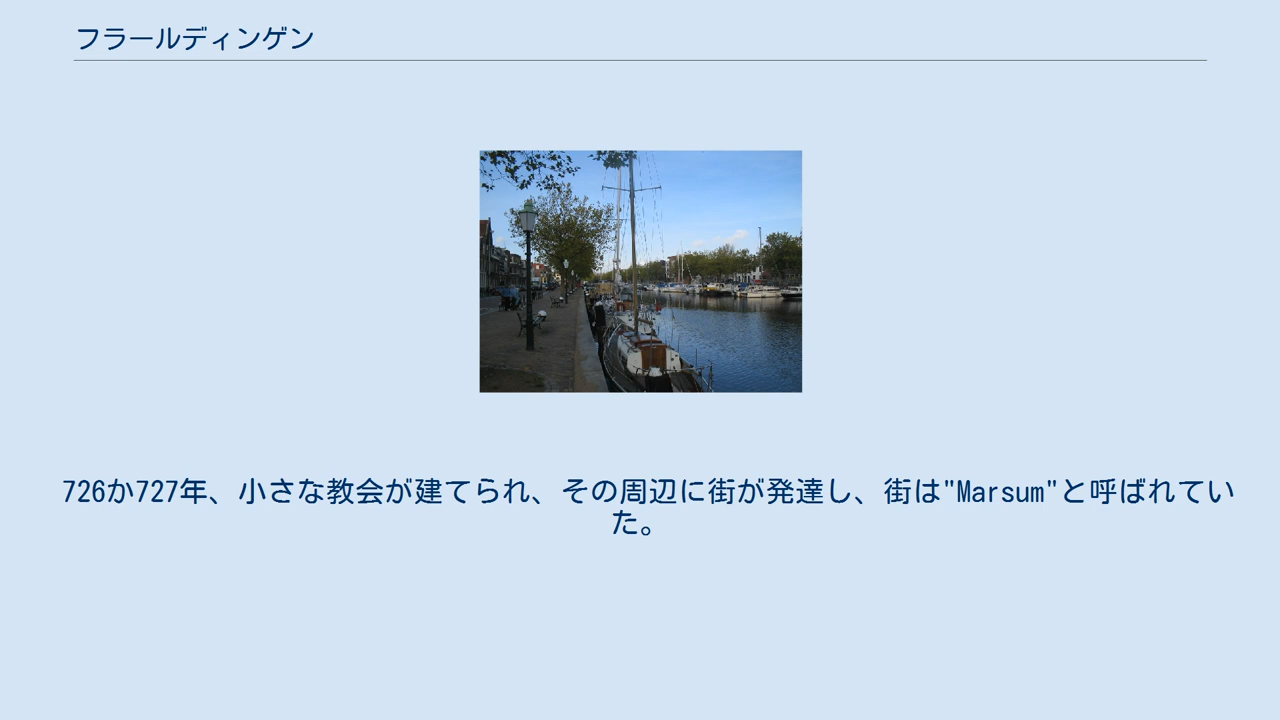 フラールディンゲン
726か727年、小さな教会が建てられ、その周辺に街が発達し、街は"Marsum"と呼ばれてい
た。